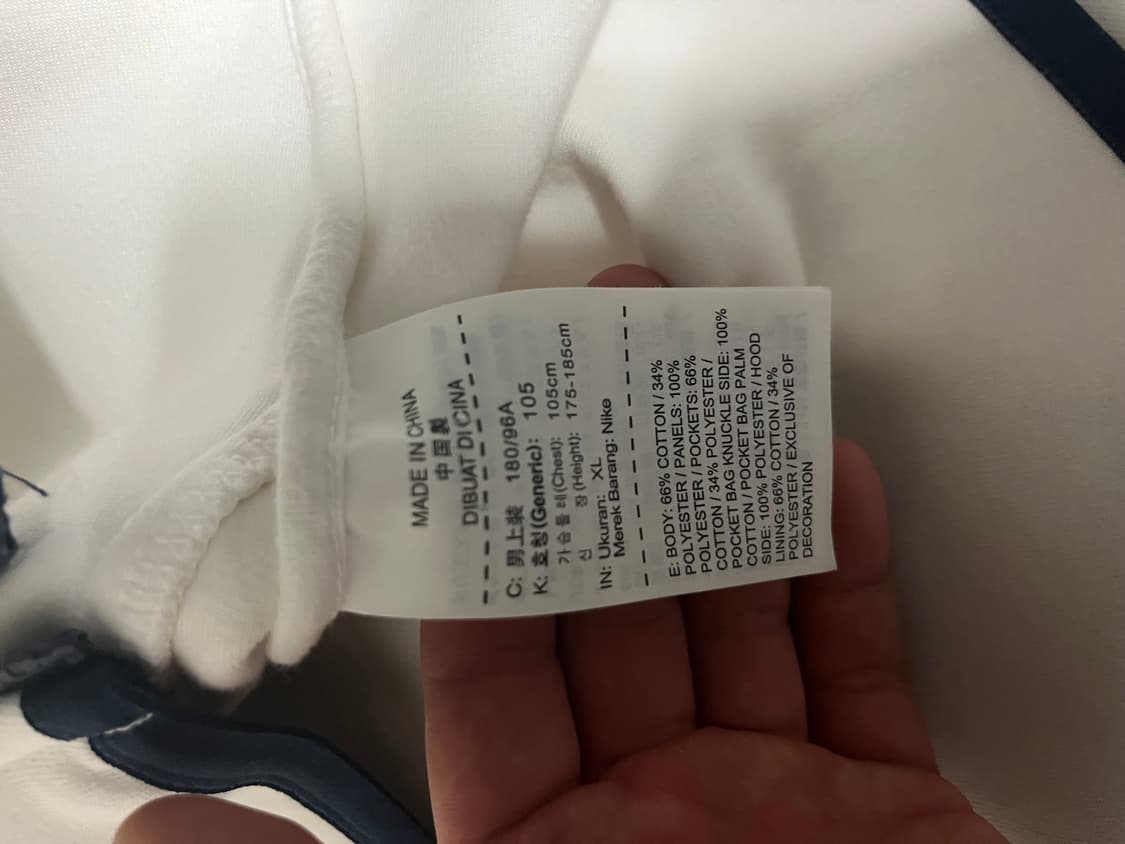 MADE IN CHINA
中国製
DIBUAT DI CINA
C: 男上装 180/96A
K: 호칭(Generic): 105
가슴둘레(Chest): 105cm
신 장(Height): 175-185cm
IN: Ukuran: XL
Merek Barang: Nike
E: BODY: 66% COTTON / 34%
POLYESTER / PANELS: 100%
POLYESTER / POCKETS: 66%
COTTON / 34% POLYESTER /
POCKET BAG KNUCKLE SIDE: 100%
COTTON / POCKET BAG PALM
SIDE: 100% POLYESTER / HOOD
LINING: 66% COTTON / 34%
POLYESTER / EXCLUSIVE OF
DECORATION